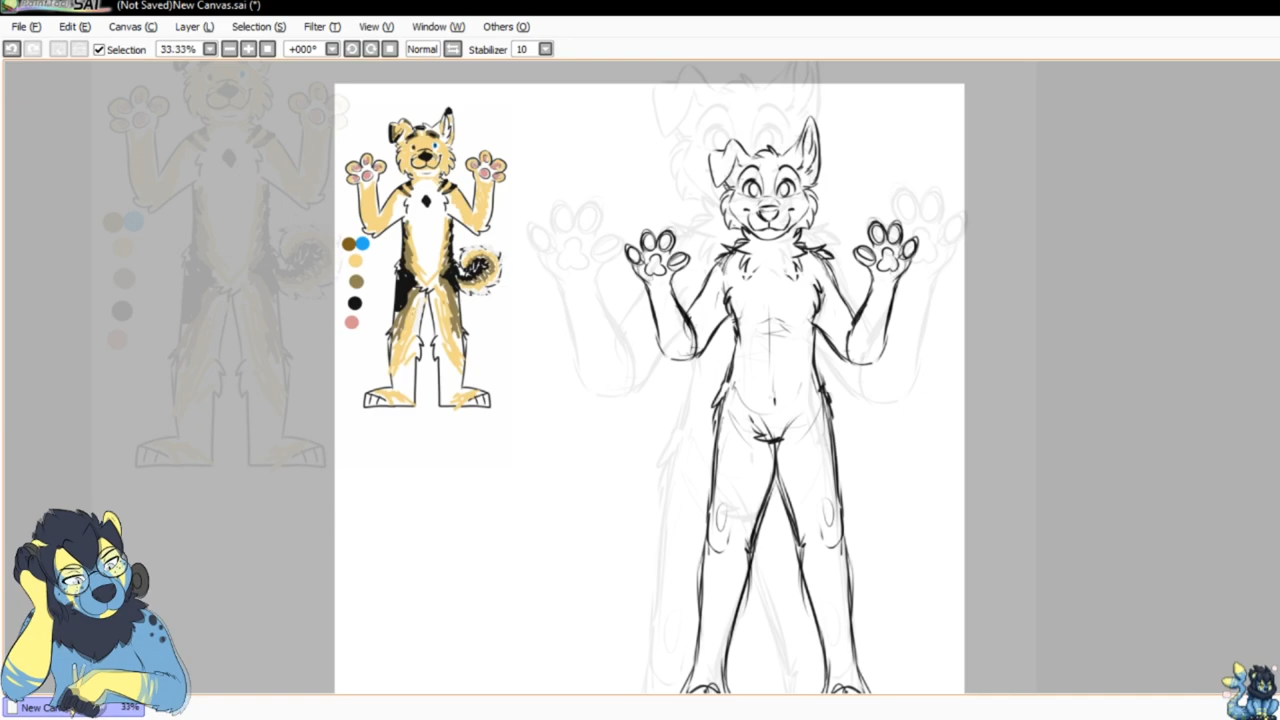 SAI (Not Saved)New Canvas.sai (*)
File (F) Edit (E) Canvas (C) Layer (L) Selection (S) Filter (T) View (V) Window (W) Others (O)
Selection 33.33% +000° Normal Stabilizer 10
New 33%